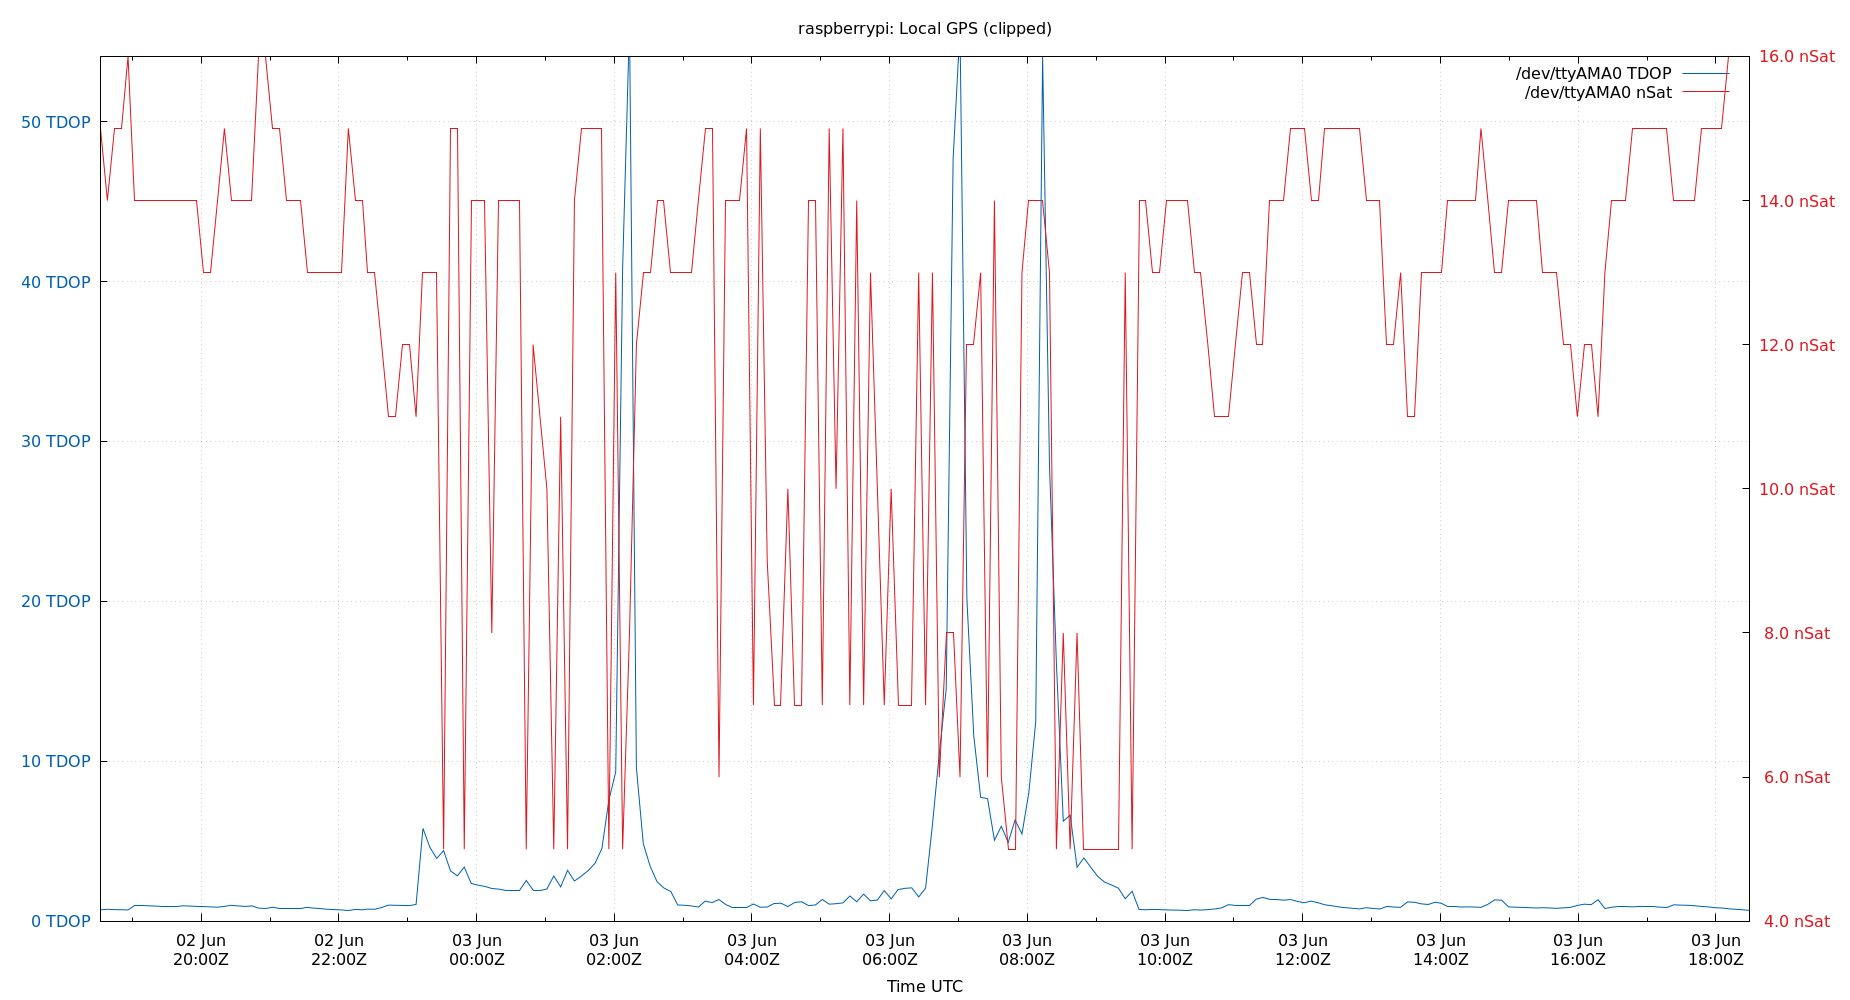 raspberrypi: Local GPS (clipped)
/dev/ttyAMA0 TDOP
/dev/ttyAMA0 nSat
50 TDOP
40 TDOP
30 TDOP
20 TDOP
10 TDOP
0 TDOP
16.0 nSat
14.0 nSat
12.0 nSat
10.0 nSat
8.0 nSat
6.0 nSat
4.0 nSat
02 Jun
20:00Z
02 Jun
22:00Z
03 Jun
00:00Z
03 Jun
02:00Z
03 Jun
04:00Z
03 Jun
06:00Z
03 Jun
08:00Z
03 Jun
10:00Z
03 Jun
12:00Z
03 Jun
14:00Z
03 Jun
16:00Z
03 Jun
18:00Z
Time UTC